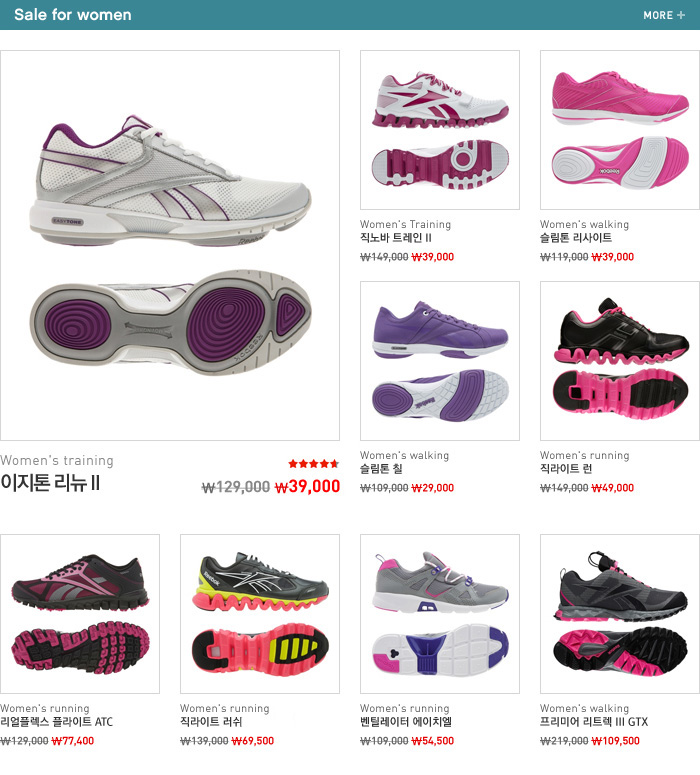 Sale for women
MORE +
EASYTONE
Reebok
REEBOK
Women's training
이지톤 리뉴 II
₩129,000 ₩39,000
Women's Training
직노바 트레인 II
₩149,000 ₩39,000
Reebok
Women's walking
슬림톤 리사이트
₩119,000 ₩39,000
Reebok
Women's walking
슬림톤 칠
₩109,000 ₩29,000
Women's running
직라이트 런
₩149,000 ₩49,000
Women's running
리얼플렉스 플라이트 ATC
₩129,000 ₩77,400
Reebok
Women's running
직라이트 러쉬
₩139,000 ₩69,500
Women's running
벤틸레이터 에이치엘
₩109,000 ₩54,500
Women's walking
프리미어 리트렉 III GTX
₩219,000 ₩109,500